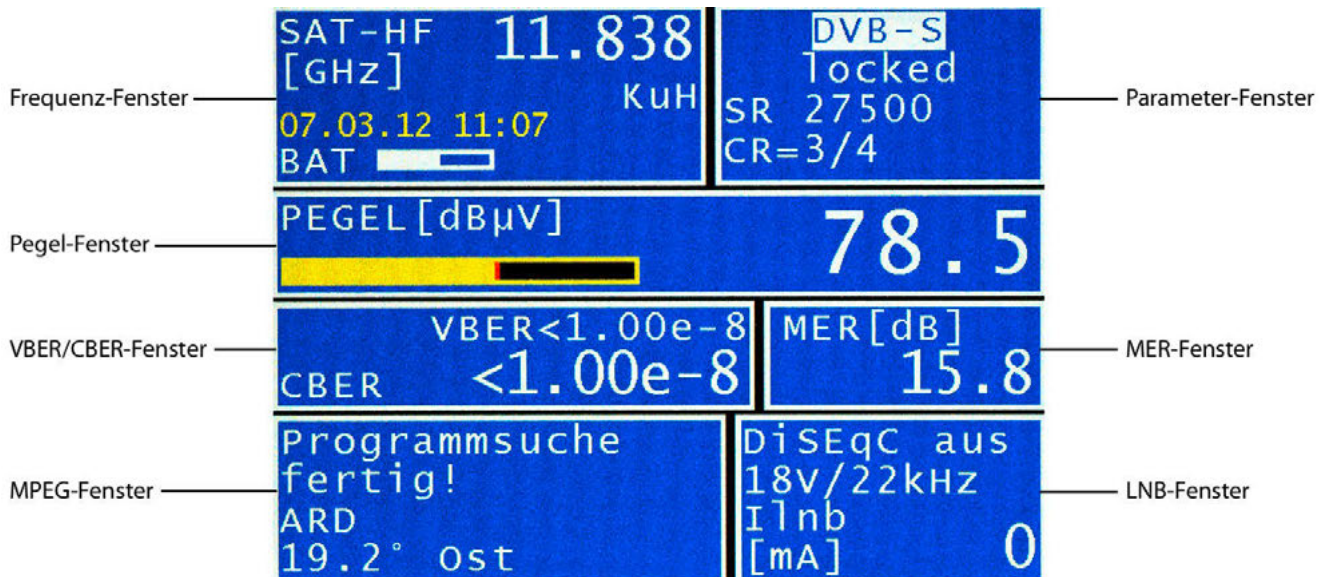 Frequenz-Fenster
SAT-HF 11.838
[GHz]
KuH
07.03.12 11:07
BAT
DVB-S
locked
SR 27500
CR=3/4
Parameter-Fenster
Pegel-Fenster
PEGEL[dBµV]
78.5
VBER/CBER-Fenster
VBER<1.00e-8
CBER <1.00e-8
MER[dB]
15.8
MER-Fenster
MPEG-Fenster
Programmsuche
fertig!
ARD
19.2° Ost
DiSEqC aus
18V/22kHz
Ilnb
[mA] 0
LNB-Fenster